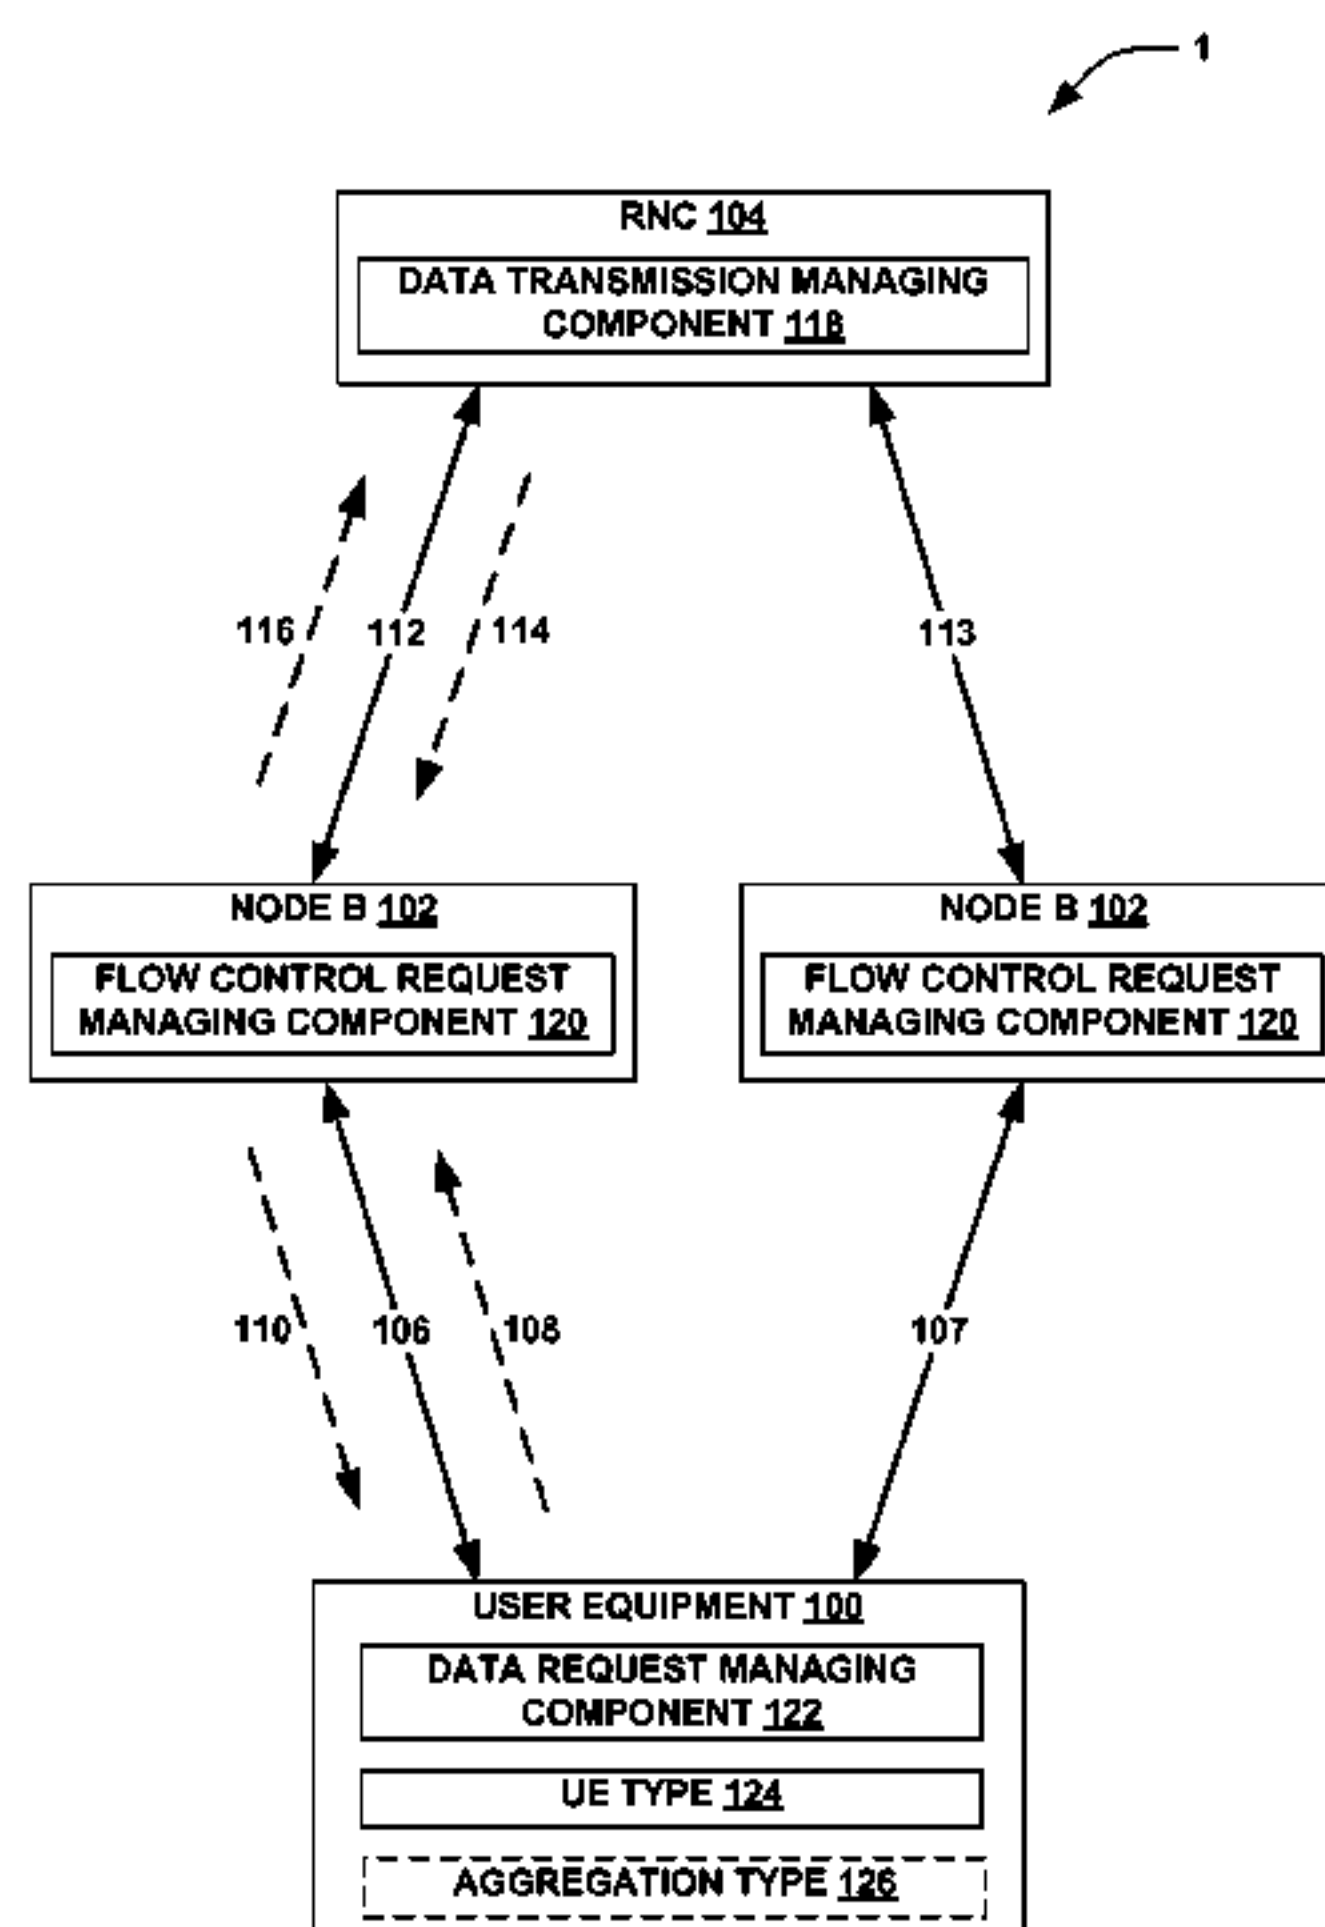 1
RNC 104
DATA TRANSMISSION MANAGING
COMPONENT 118
116
112
114
113
NODE B 102
FLOW CONTROL REQUEST
MANAGING COMPONENT 120
NODE B 102
FLOW CONTROL REQUEST
MANAGING COMPONENT 120
110
106
108
107
USER EQUIPMENT 100
DATA REQUEST MANAGING
COMPONENT 122
UE TYPE 124
AGGREGATION TYPE 126